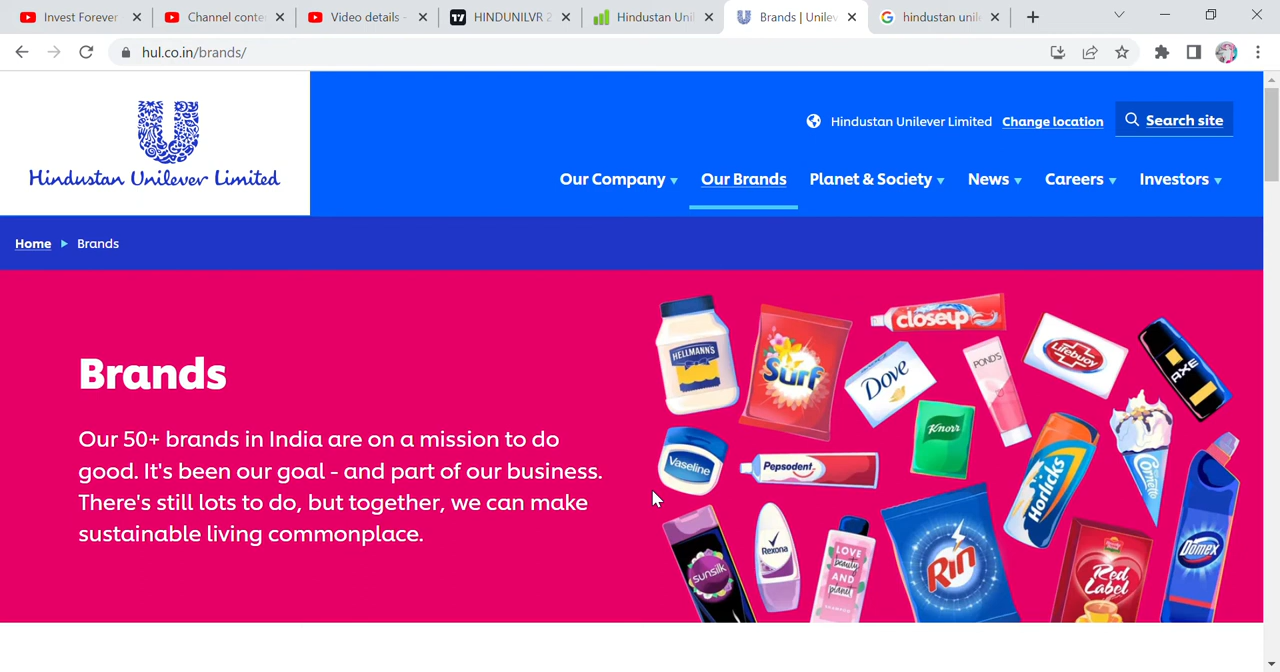 Invest Forever
Channel conte
Video details -
HINDUNILVR 2
Hindustan Uni
Brands | Unilev
hindustan unil
hul.co.in/brands/
Hindustan Unilever Limited
Hindustan Unilever Limited
Change location
Search site
Our Company
Our Brands
Planet & Society
News
Careers
Investors
Home
Brands
Brands
Our 50+ brands in India are on a mission to do
good. It's been our goal - and part of our business.
There's still lots to do, but together, we can make
sustainable living commonplace.
HELLMANN'S
Surf
closeup
Dove
POND'S
Lifebuoy
AXE
Knorr
Vaseline
Pepsodent
Horlicks
Cornetto
sunsilk
Rexona
LOVE
beauty
AND
planet
Rin
Red
Label
Domex